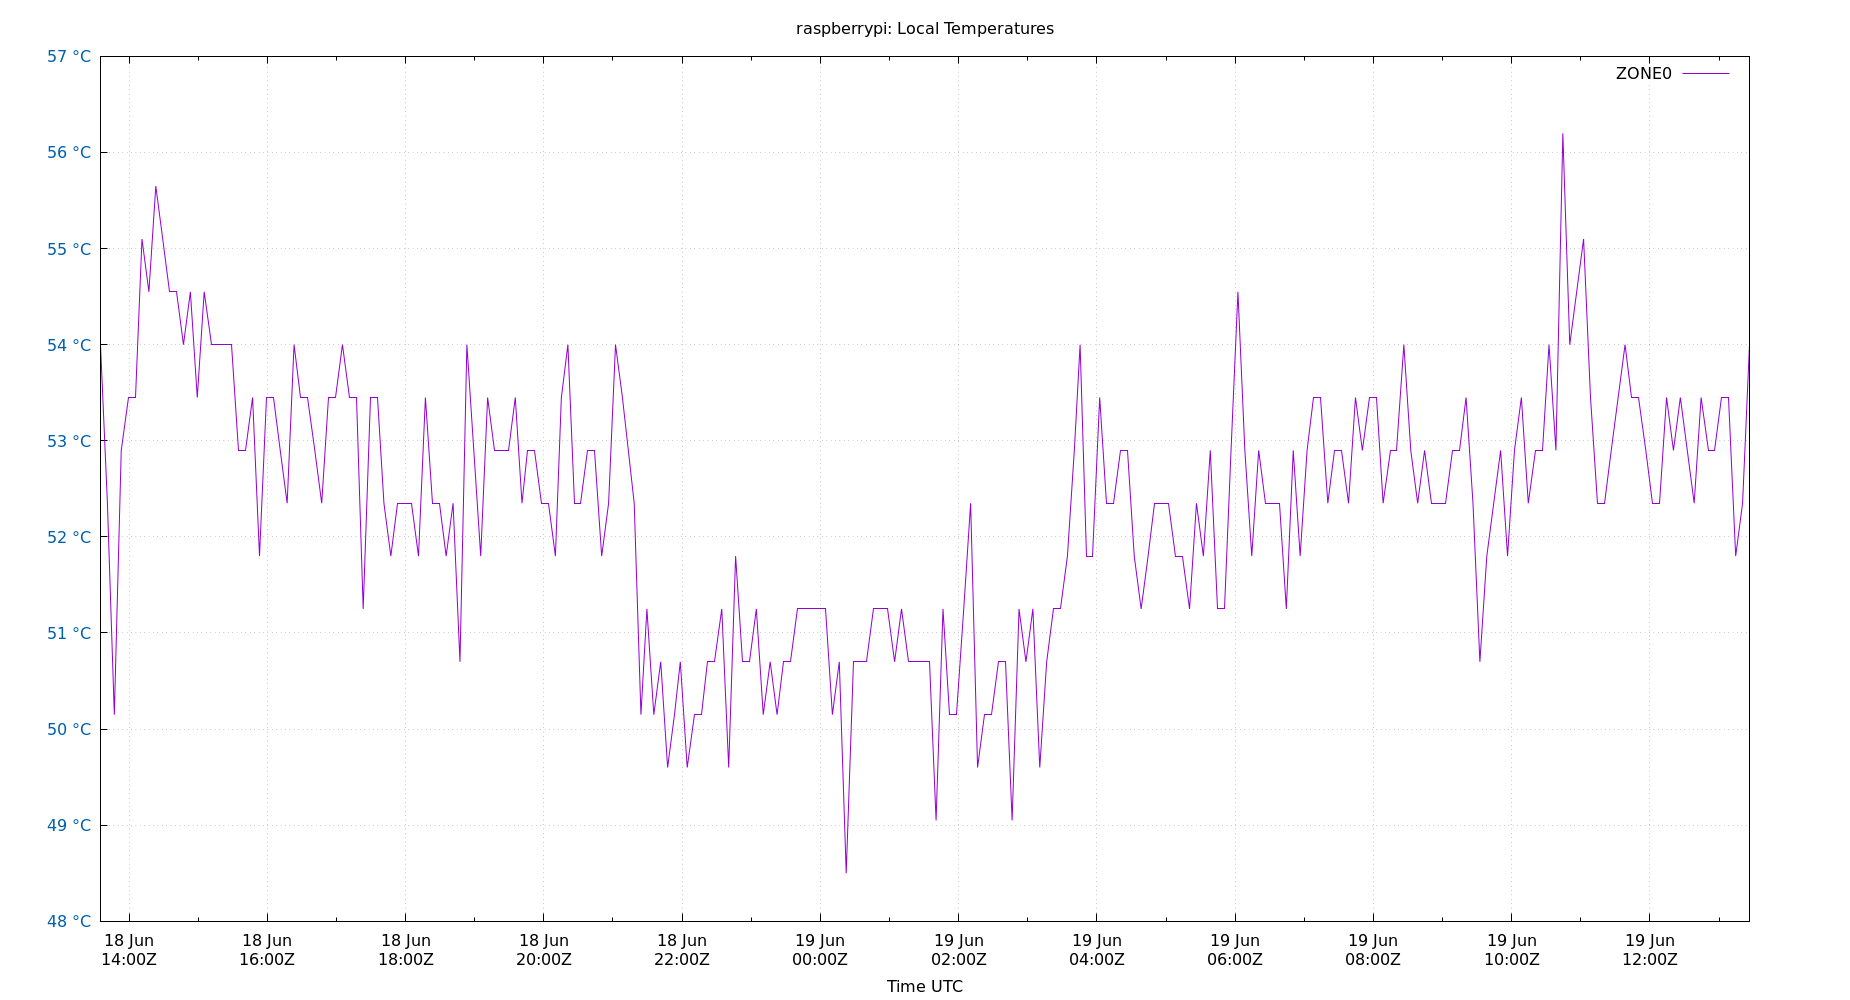 raspberrypi: Local Temperatures
57 °C
ZONE0
56 °C
55 °C
54 °C
53 °C
52 °C
51 °C
50 °C
49 °C
48 °C
18 Jun 18 Jun 18 Jun 18 Jun 18 Jun 19 Jun 19 Jun 19 Jun 19 Jun 19 Jun 19 Jun 19 Jun
14:00Z 16:00Z 18:00Z 20:00Z 22:00Z 00:00Z 02:00Z 04:00Z 06:00Z 08:00Z 10:00Z 12:00Z
Time UTC